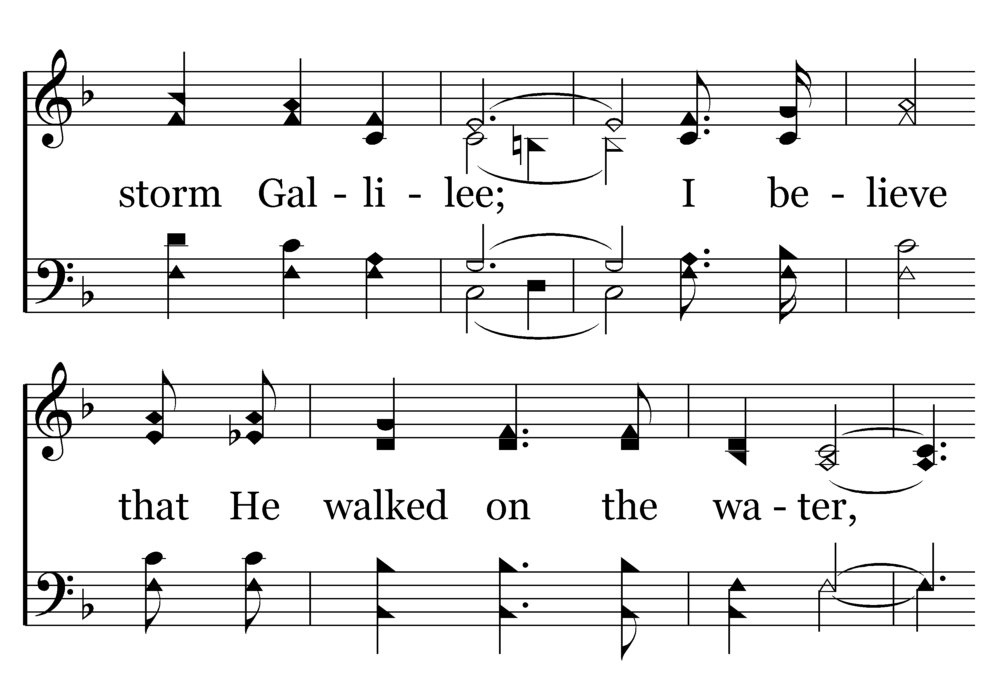 storm Gal - li - lee; I be - lieve
that He walked on the wa - ter,